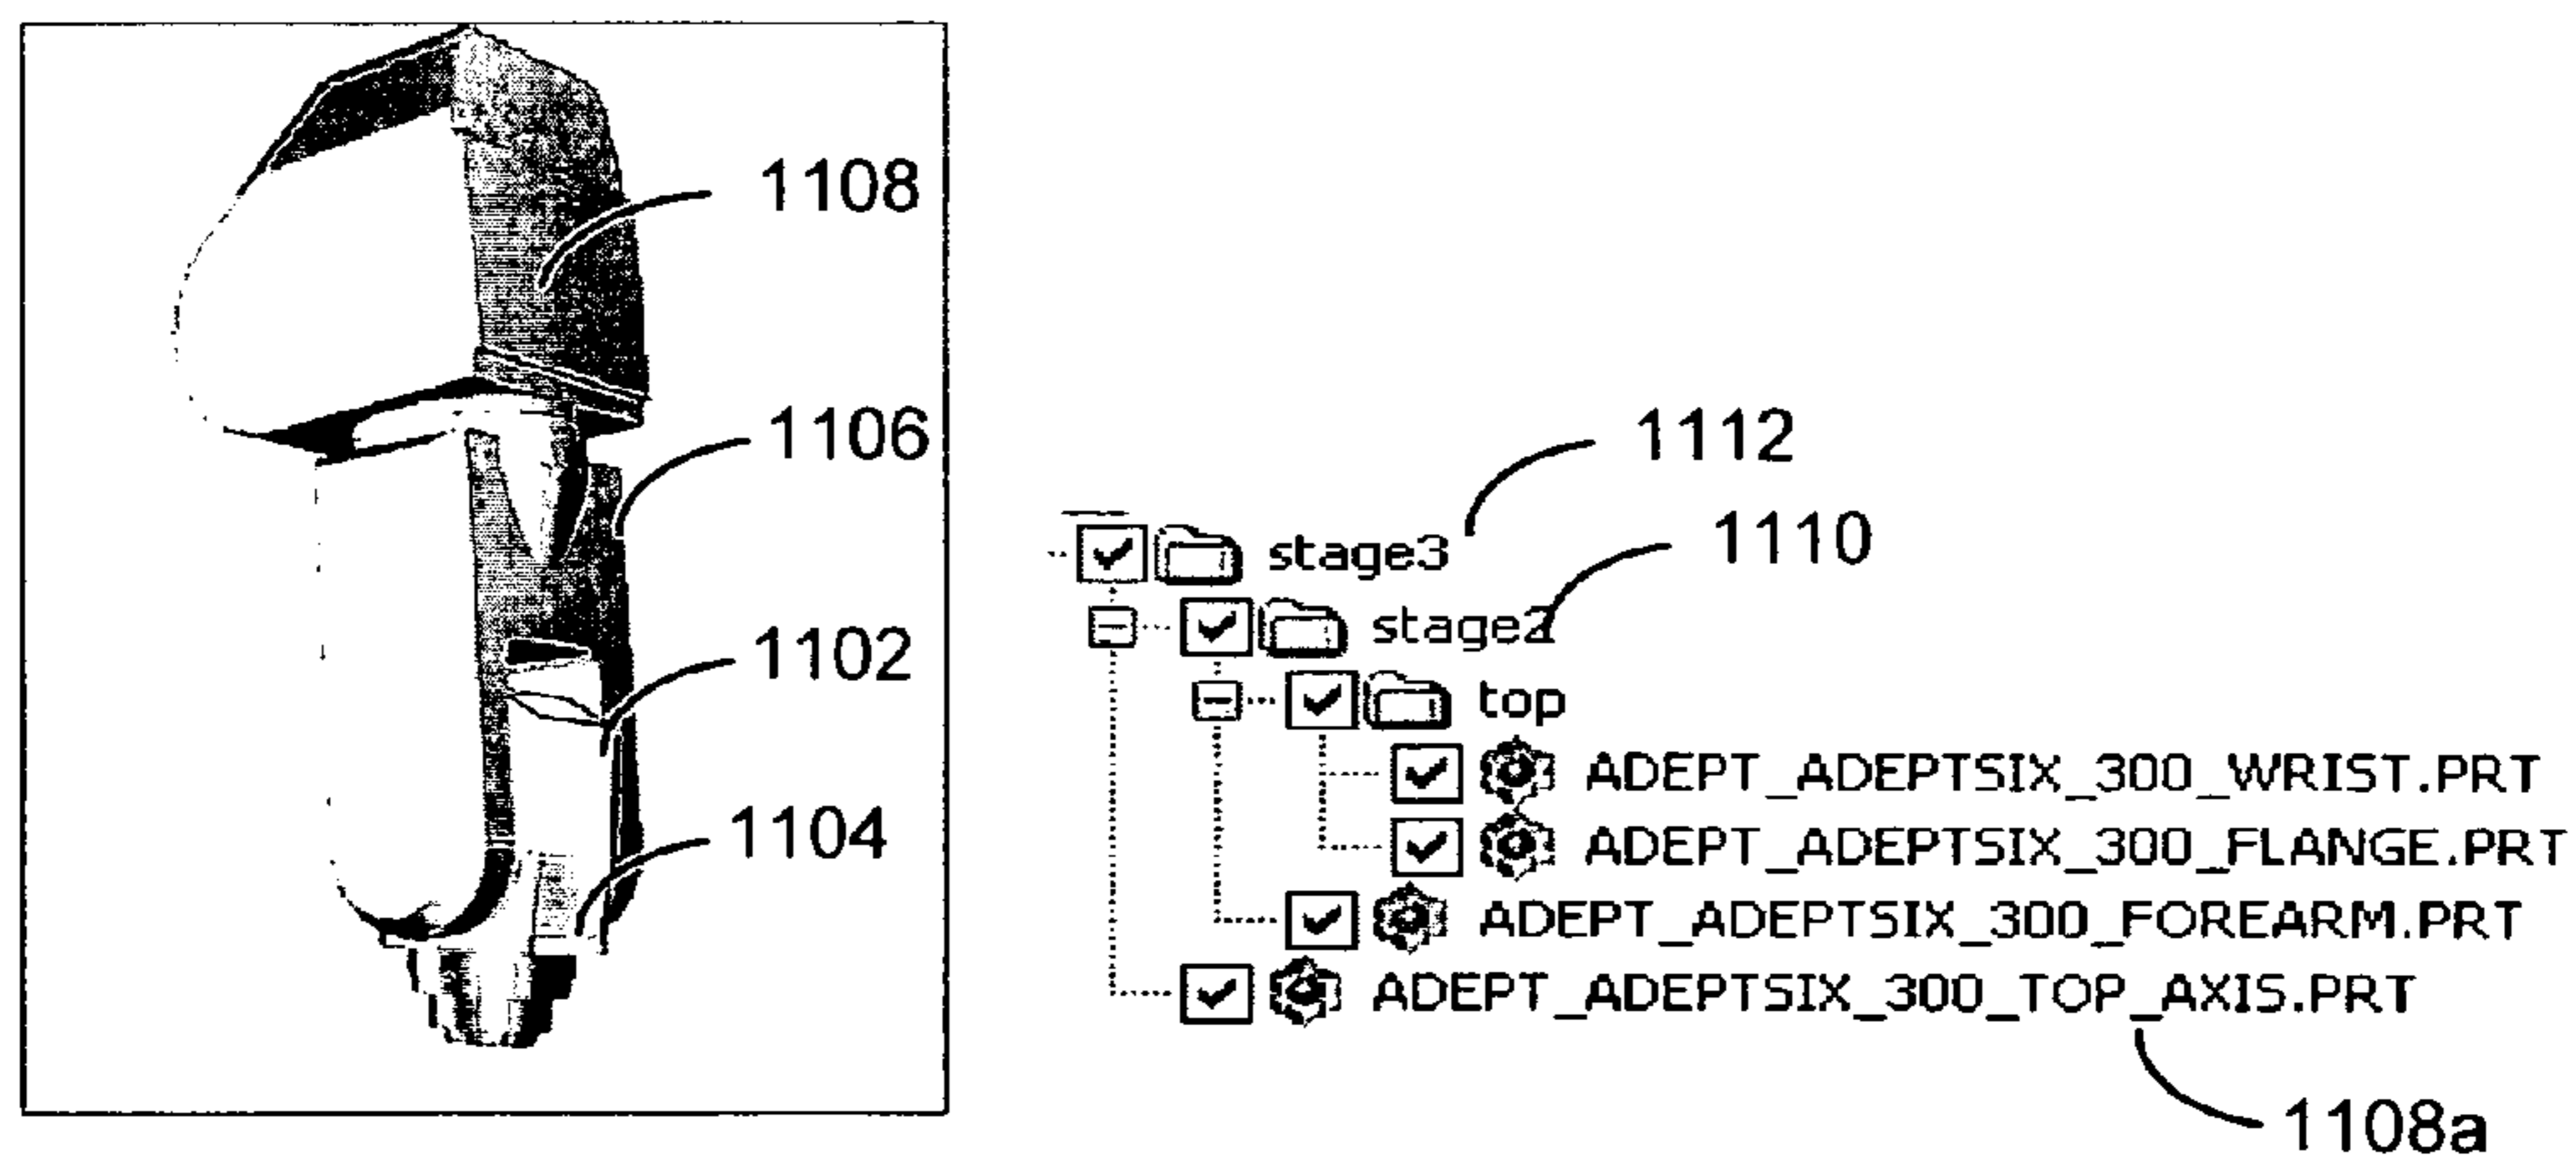 1108
1106
1102
1104
1112
1110
stage3
stage2
top
ADEPT_ADEPTSIX_300_WRIST.PRT
ADEPT_ADEPTSIX_300_FLANGE.PRT
ADEPT_ADEPTSIX_300_FOREARM.PRT
ADEPT_ADEPTSIX_300_TOP_AXIS.PRT
1108a